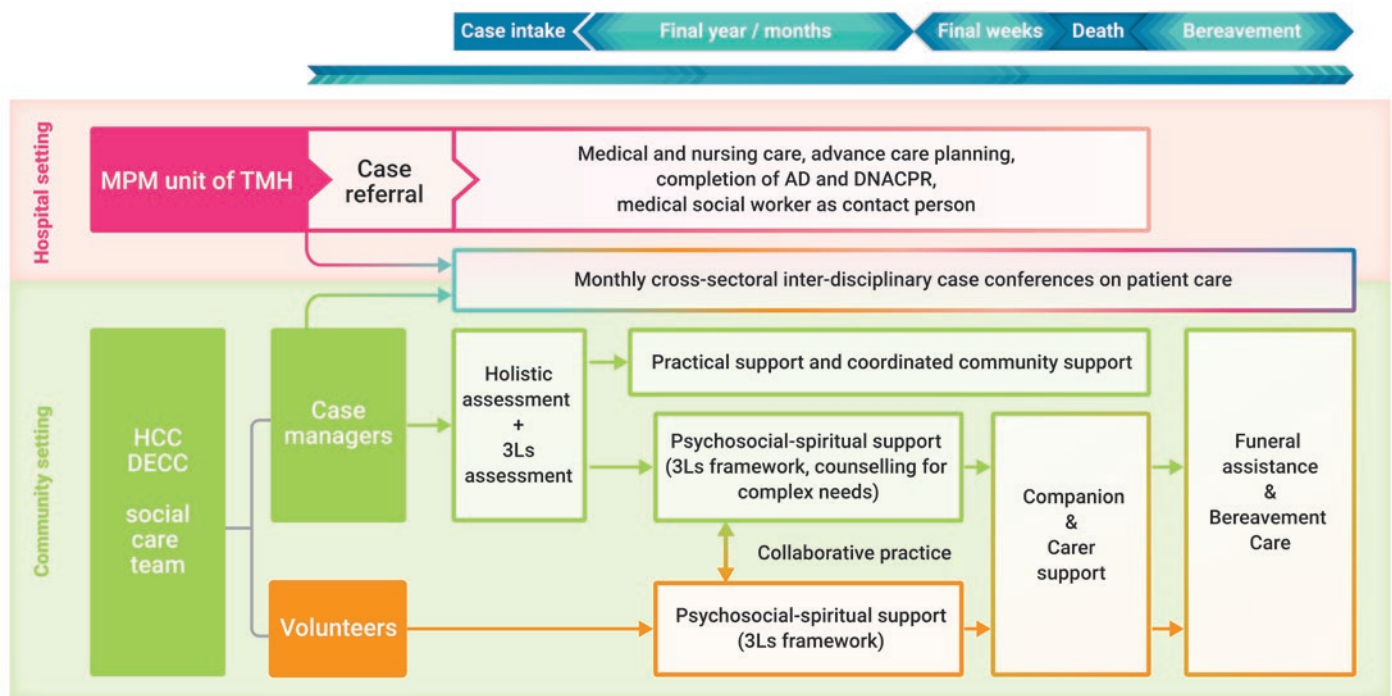 Case intake
Final year / months
Final weeks
Death
Bereavement
Hospital setting
MPM unit of TMH
Case
referral
Medical and nursing care, advance care planning,
completion of AD and DNACPR,
medical social worker as contact person
Monthly cross-sectoral inter-disciplinary case conferences on patient care
Community setting
HCC
DECC
social
care
team
Case
managers
Volunteers
Holistic
assessment
+
3Ls
assessment
Practical support and coordinated community support
Psychosocial-spiritual support
(3Ls framework, counselling for
complex needs)
Collaborative practice
Psychosocial-spiritual support
(3Ls framework)
Companion
&
Carer
support
Funeral
assistance
&
Bereavement
Care